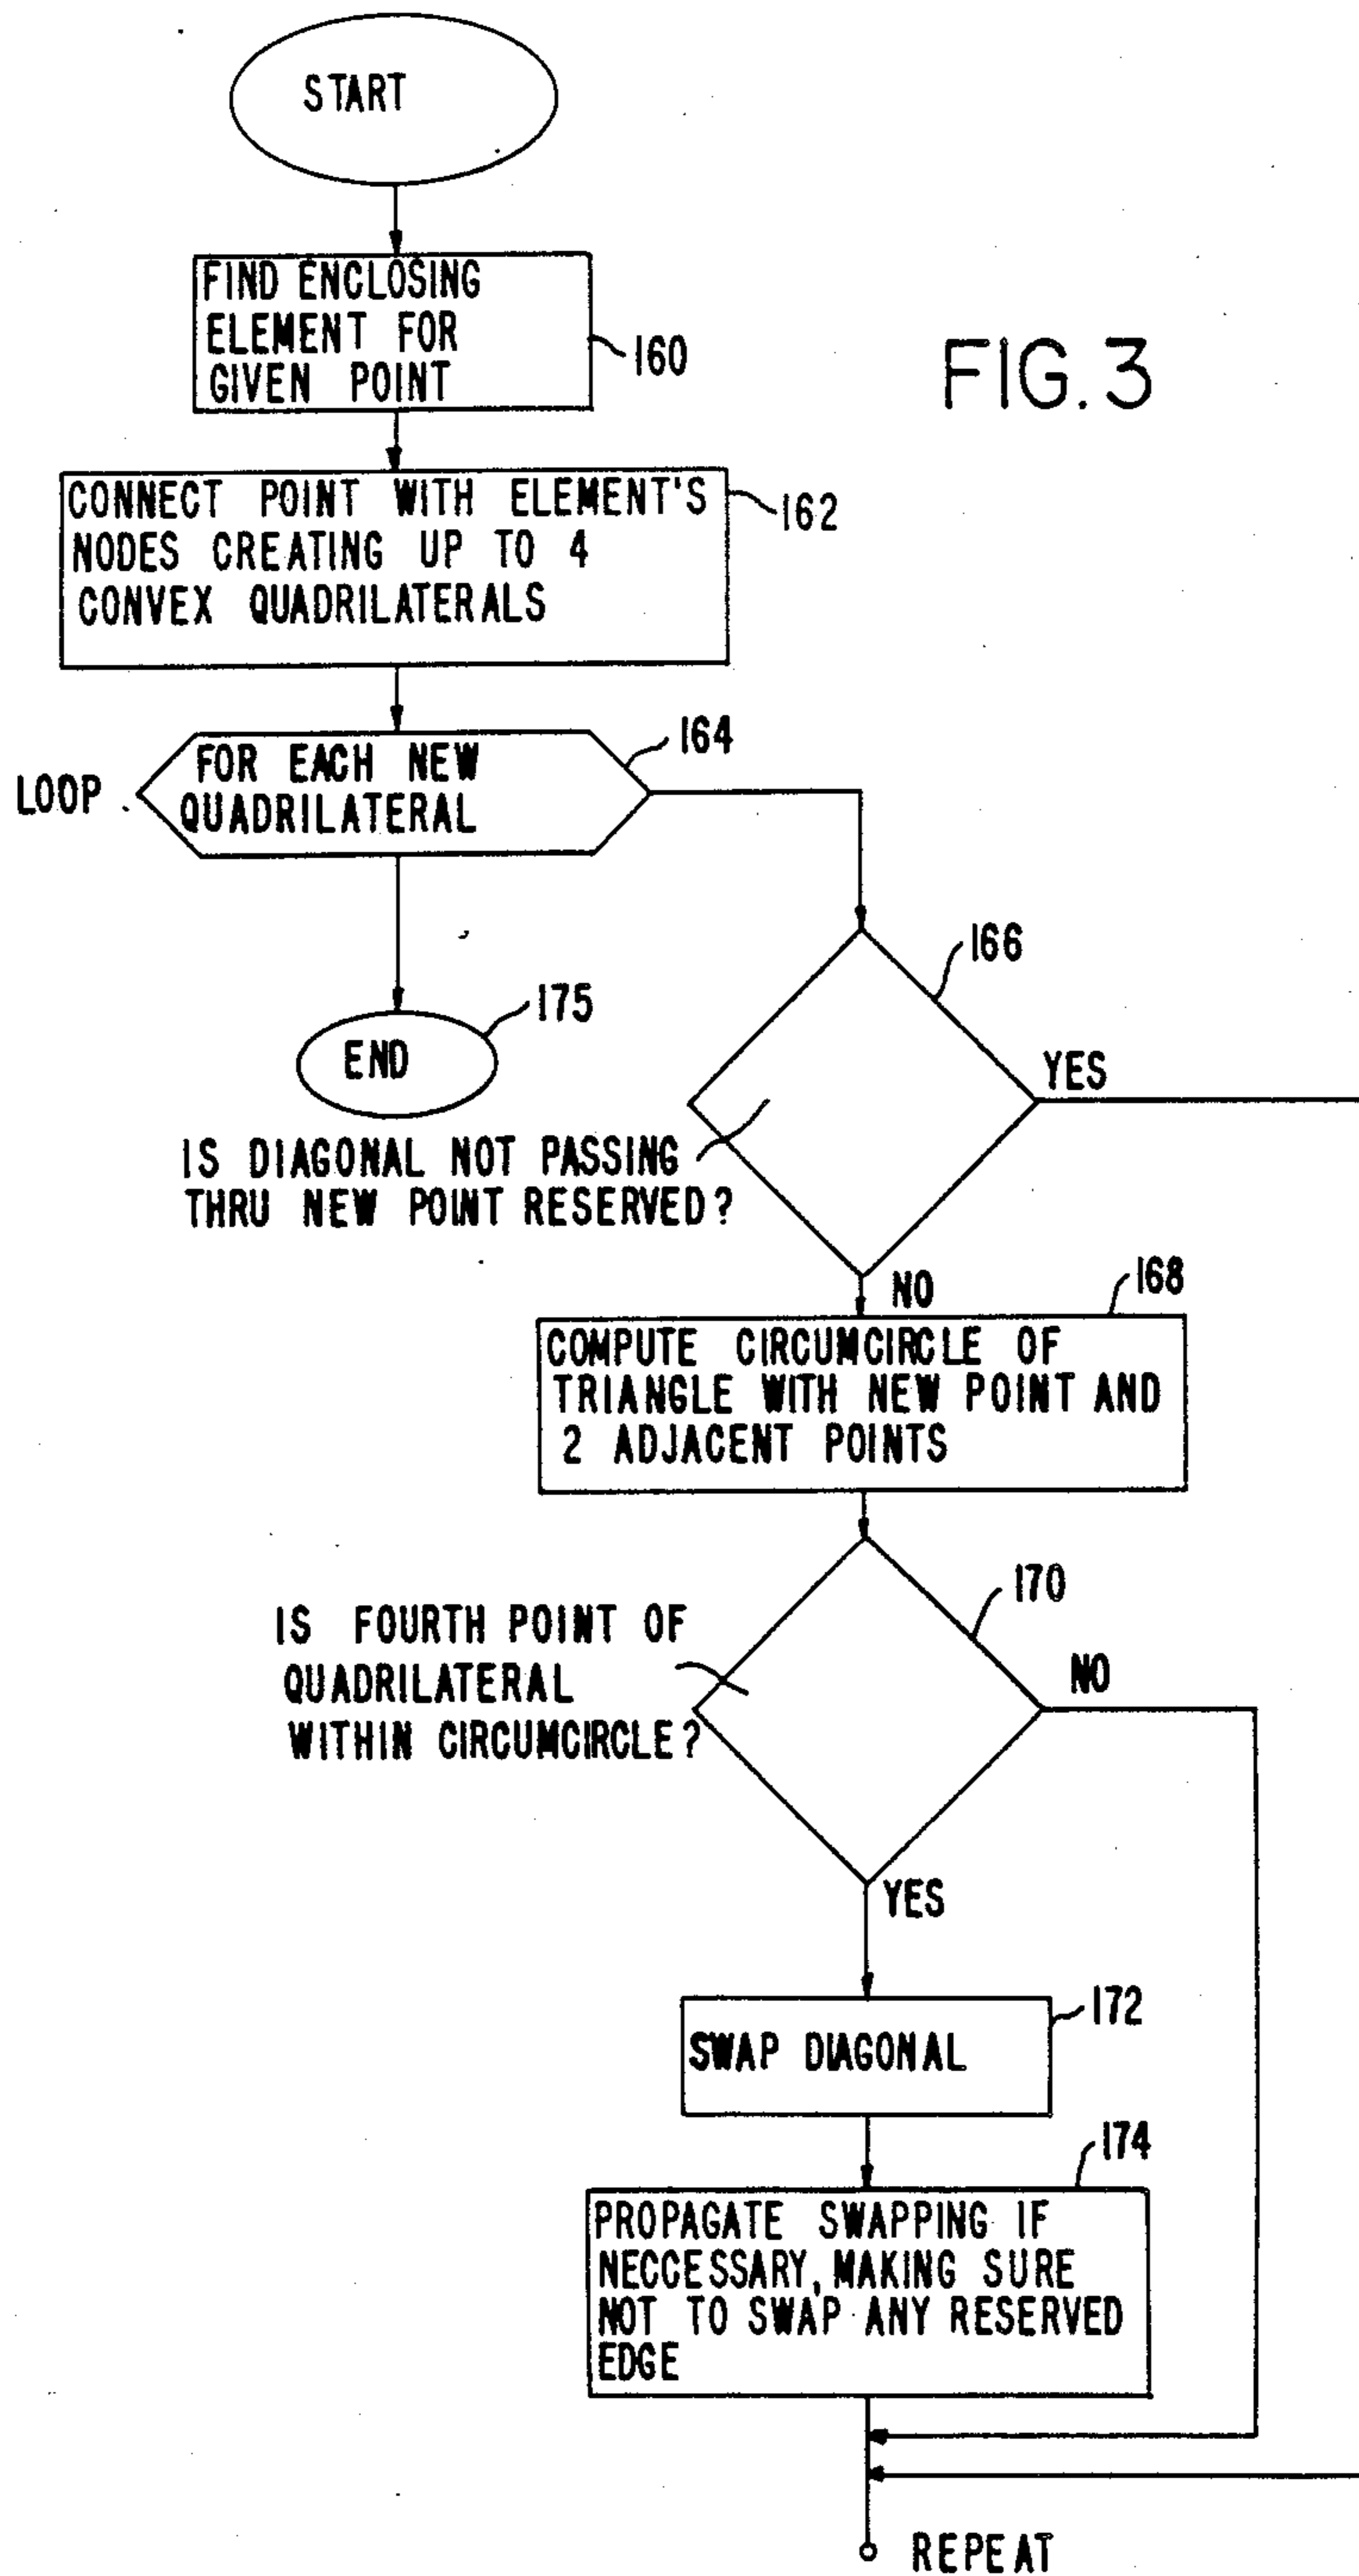 START
FIND ENCLOSING
ELEMENT FOR
GIVEN POINT
160
FIG. 3
CONNECT POINT WITH ELEMENT'S
NODES CREATING UP TO 4
CONVEX QUADRILATERALS
162
LOOP
FOR EACH NEW
QUADRILATERAL
164
166
175
END
YES
IS DIAGONAL NOT PASSING
THRU NEW POINT RESERVED?
NO
168
COMPUTE CIRCUMCIRCLE OF
TRIANGLE WITH NEW POINT AND
2 ADJACENT POINTS
170
IS FOURTH POINT OF
QUADRILATERAL
WITHIN CIRCUMCIRCLE?
NO
YES
172
SWAP DIAGONAL
174
PROPAGATE SWAPPING IF
NECCESSARY, MAKING SURE
NOT TO SWAP ANY RESERVED
EDGE
REPEAT